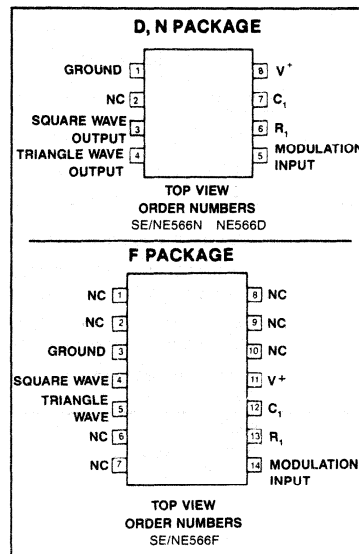 D, N PACKAGE
GROUND 1 8 V+
NC 2 7 C1
SQUARE WAVE OUTPUT 3 6 R1
TRIANGLE WAVE OUTPUT 4 5 MODULATION INPUT
TOP VIEW
ORDER NUMBERS
SE/NE566N NE566D
F PACKAGE
NC 1 8 NC
NC 2 9 NC
GROUND 3 10 NC
SQUARE WAVE 4 11 V+
TRIANGLE WAVE 5 12 C1
NC 6 13 R1
NC 7 14 MODULATION INPUT
TOP VIEW
ORDER NUMBERS
SE/NE566F